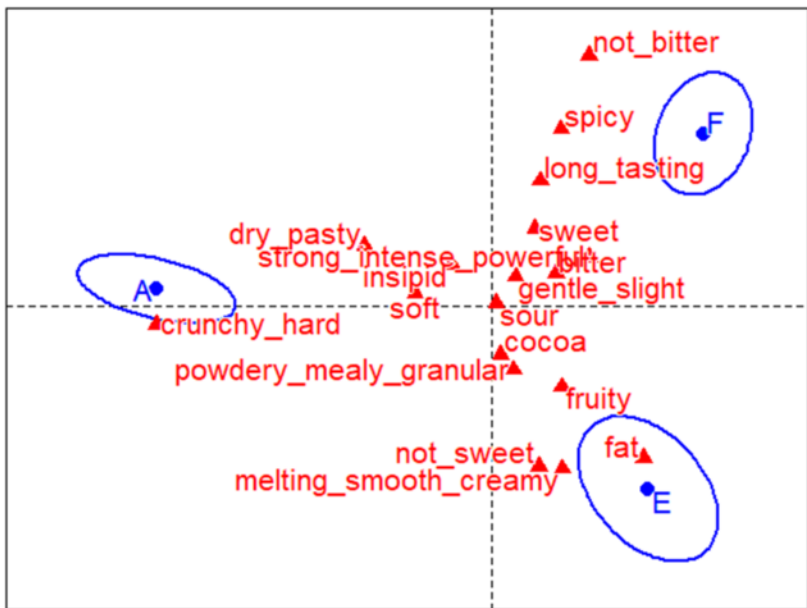 not_bitter
spicy
F
long_tasting
sweet
dry_pasty
strong_intense_powerful
bitter
insipid
A
gentle_slight
soft
sour
crunchy_hard
cocoa
powdery_mealy_granular
fruity
not_sweet
fat
melting_smooth_creamy
E